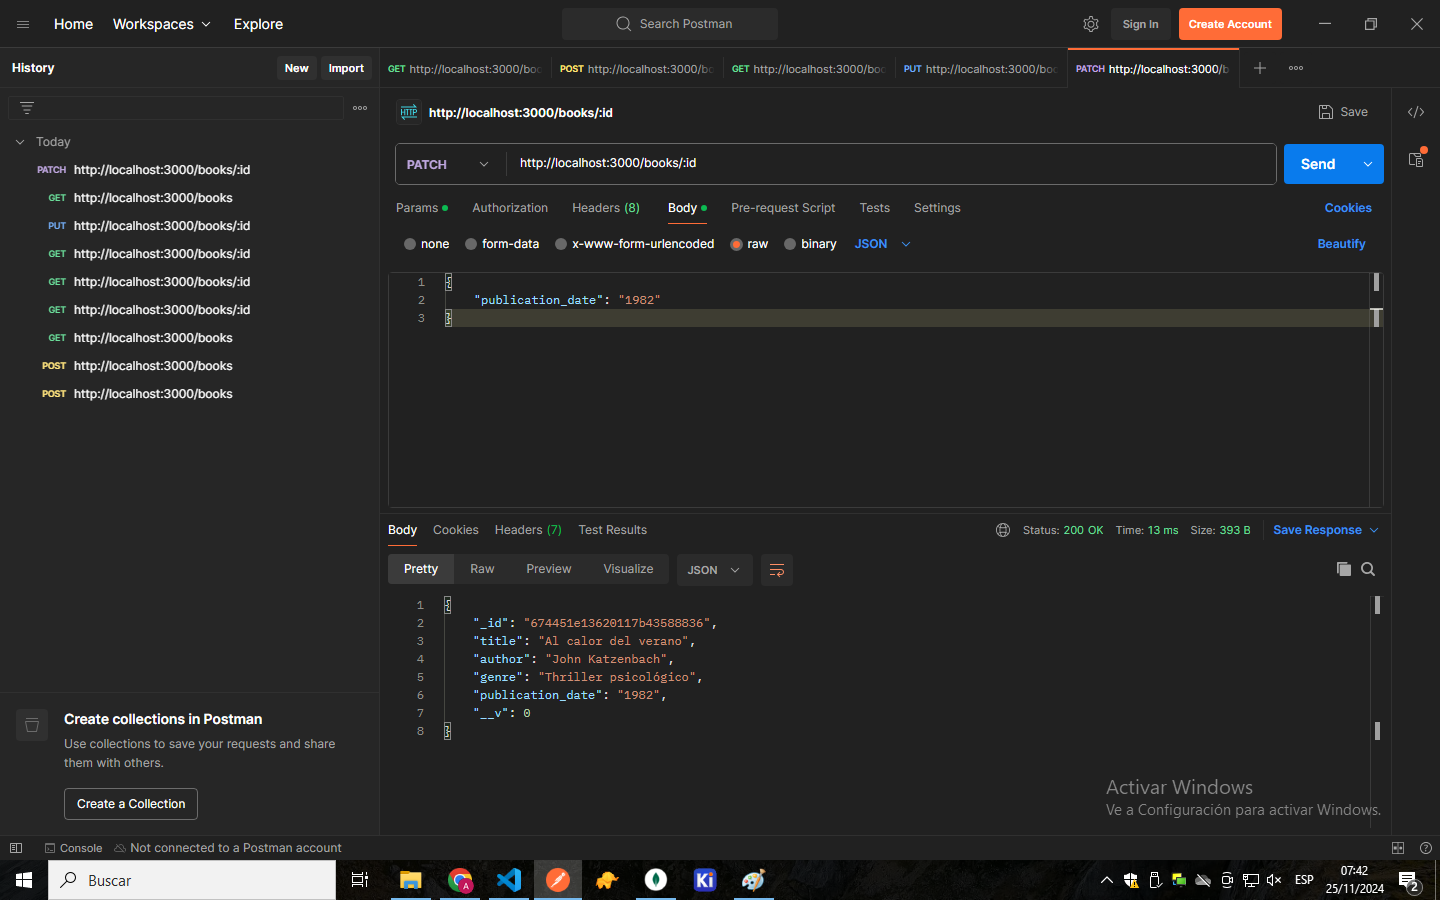 Home
Workspaces
Explore
Search Postman
Sign In
Create Account
History
New
Import
GET http://localhost:3000/boo
POST http://localhost:3000/bo
GET http://localhost:3000/boo
PUT http://localhost:3000/boo
PATCH http://localhost:3000/b
Today
PATCH http://localhost:3000/books/:id
GET http://localhost:3000/books
PUT http://localhost:3000/books/:id
GET http://localhost:3000/books/:id
GET http://localhost:3000/books/:id
GET http://localhost:3000/books/:id
GET http://localhost:3000/books
POST http://localhost:3000/books
POST http://localhost:3000/books
Create collections in Postman
Use collections to save your requests and share
them with others.
Create a Collection
HTTP http://localhost:3000/books/:id
Save
PATCH
http://localhost:3000/books/:id
Send
Params
Authorization
Headers (8)
Body
Pre-request Script
Tests
Settings
Cookies
none
form-data
x-www-form-urlencoded
raw
binary
JSON
Beautify
1 {
2 "publication_date": "1982"
3 }
Body
Cookies
Headers (7)
Test Results
Status: 200 OK
Time: 13 ms
Size: 393 B
Save Response
Pretty
Raw
Preview
Visualize
JSON
1 {
2 "_id": "674451e13620117b43588836",
3 "title": "Al calor del verano",
4 "author": "John Katzenbach",
5 "genre": "Thriller psicológico",
6 "publication_date": "1982",
7 "__v": 0
8 }
Activar Windows
Ve a Configuración para activar Windows.
Console
Not connected to a Postman account
Buscar
A
Ki
ESP
07:42
25/11/2024
2